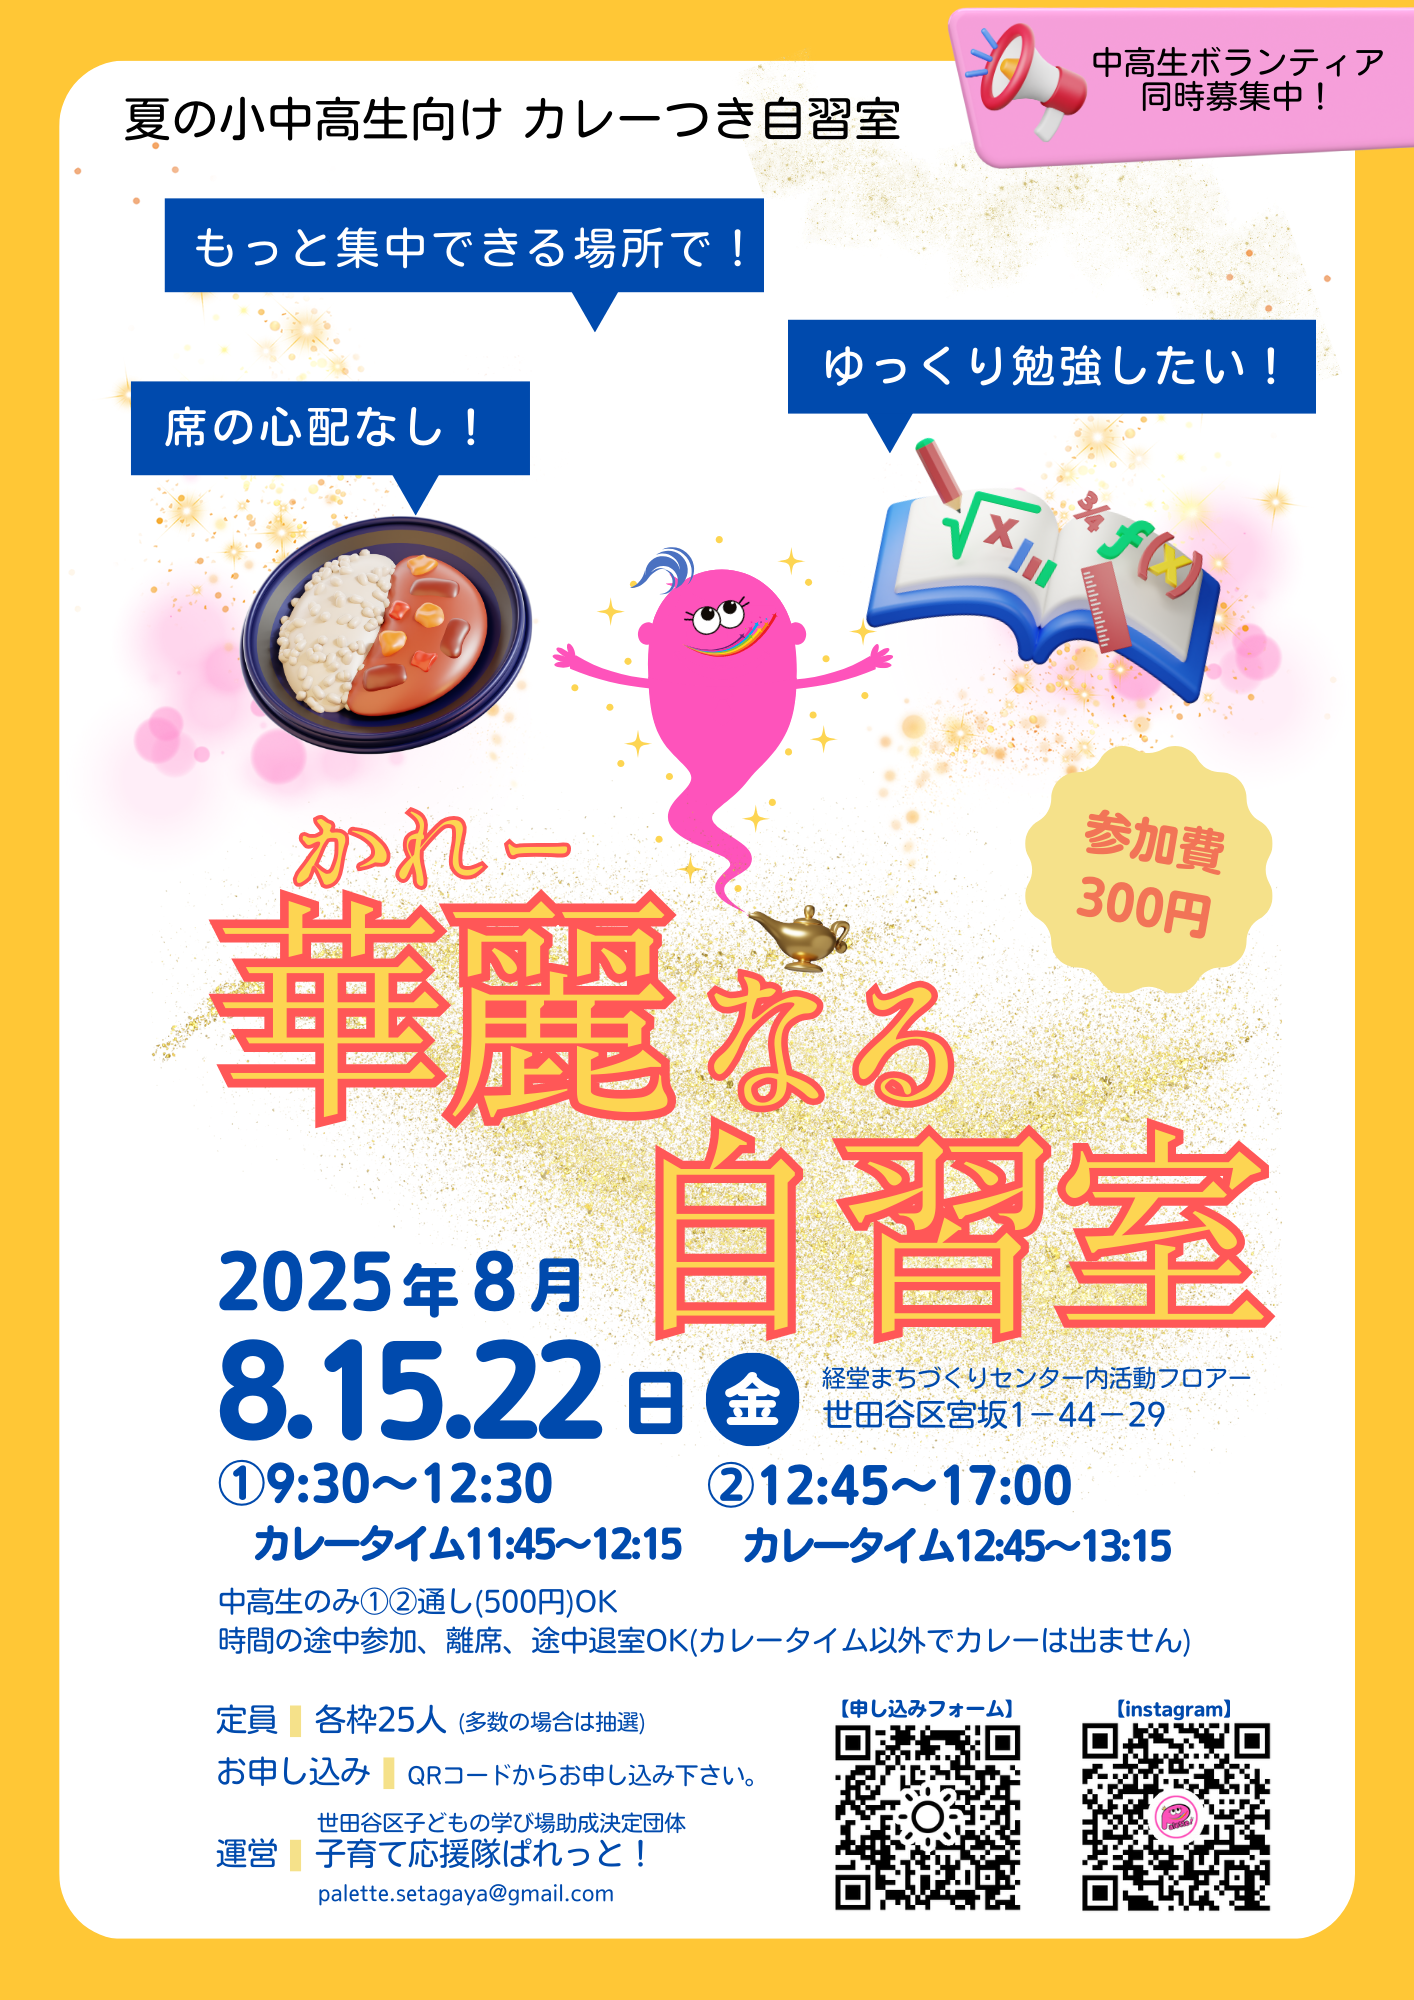 中高生ボランティア
同時募集中！
夏の小中高生向け カレーつき自習室
もっと集中できる場所で！
ゆっくり勉強したい！
席の心配なし！
√x
¾
f(x)
参加費
300円
かれー
華麗なる
自習室
2025年8月
8.15.22日 金
経堂まちづくりセンター内活動フロアー
世田谷区宮坂1－44－29
①9:30〜12:30
カレータイム11:45〜12:15
②12:45〜17:00
カレータイム12:45〜13:15
中高生のみ①②通し(500円)OK
時間の途中参加、離席、途中退室OK(カレータイム以外でカレーは出ません)
定員 各枠25人 (多数の場合は抽選)
お申し込み QRコードからお申し込み下さい。
世田谷区子どもの学び場助成決定団体
運営 子育て応援隊ぱれっと！
palette.setagaya@gmail.com
【申し込みフォーム】
【instagram】